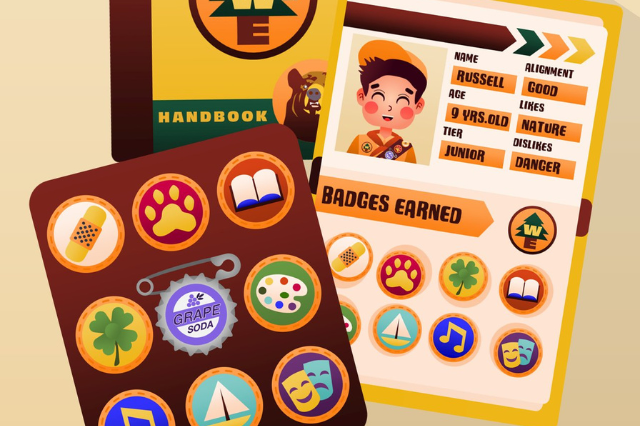 W
E
HANDBOOK
NAME
RUSSELL
AGE
9 YRS.OLD
TIER
JUNIOR
ALIGNMENT
GOOD
LIKES
NATURE
DISLIKES
DANGER
BADGES EARNED
W
E
GRAPE
SODA